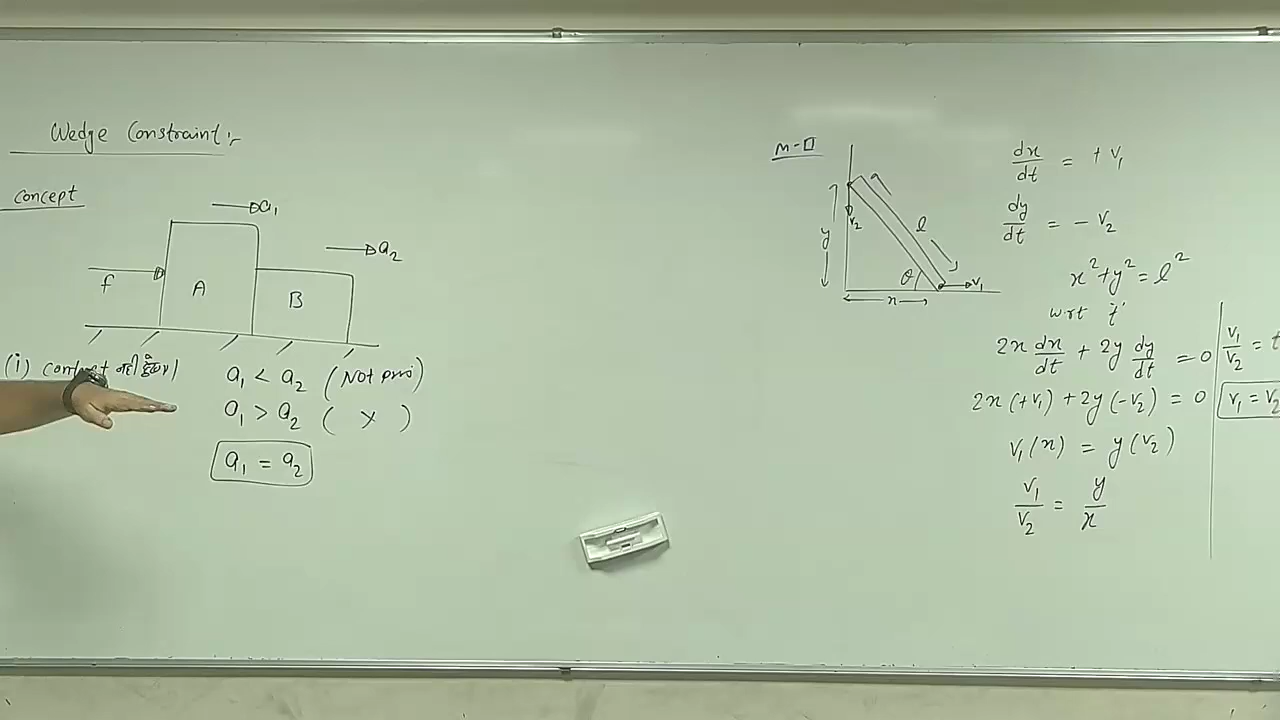 Wedge Constraint :-
Concept
a₁
a₂
f
A
B
(i) contact नहीं
a₁ < a₂ (Not
a₁ > a₂ ( x )
a₁ = a₂
M-II
y
v₂
l
θ
x
v₁
dx/dt = + v₁
dy/dt = - v₂
x² + y² = l²
wrt 't'
2x dx/dt + 2y dy/dt = 0
2x (+v₁) + 2y (-v₂) = 0
v₁ (x) = y (v₂)
v₁/v₂ = y/x
v₁/v₂ = t
v₁ = v₂